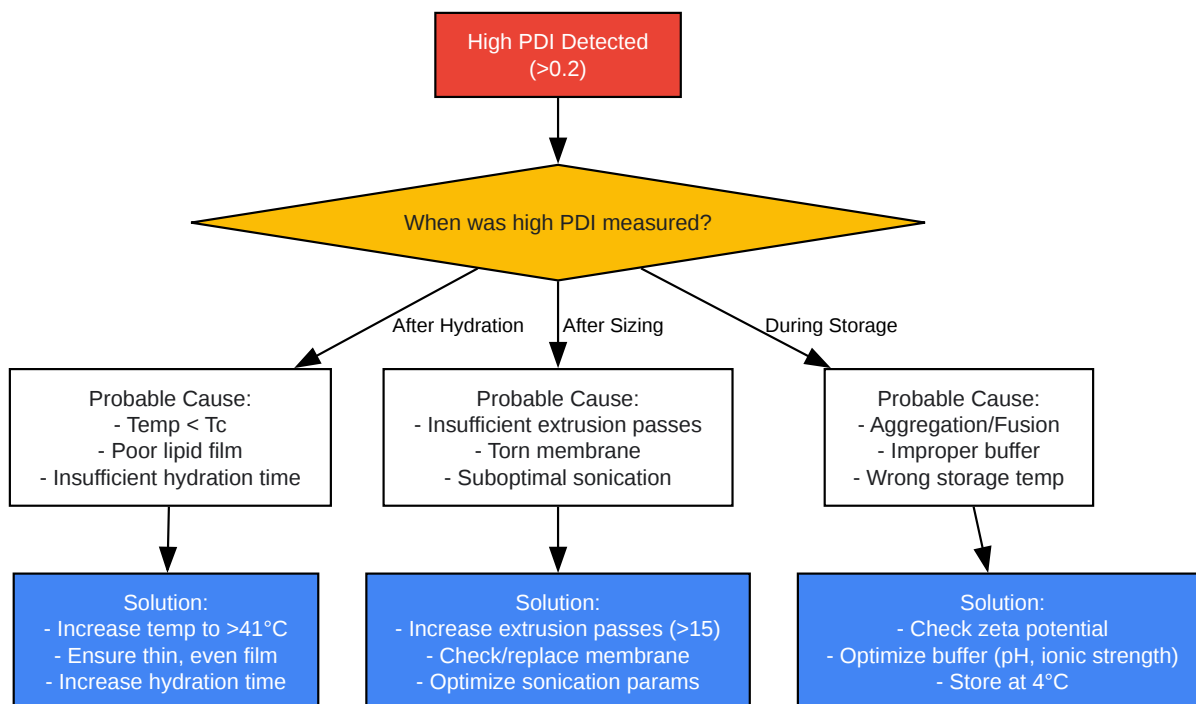 High PDI Detected
(>0.2)
When was high PDI measured?
After Hydration
After Sizing
During Storage
Probable Cause:
- Temp < Tc
- Poor lipid film
- Insufficient hydration time
Probable Cause:
- Insufficient extrusion passes
- Torn membrane
- Suboptimal sonication
Probable Cause:
- Aggregation/Fusion
- Improper buffer
- Wrong storage temp
Solution:
- Increase temp to >41°C
- Ensure thin, even film
- Increase hydration time
Solution:
- Increase extrusion passes (>15)
- Check/replace membrane
- Optimize sonication params
Solution:
- Check zeta potential
- Optimize buffer (pH, ionic strength)
- Store at 4°C